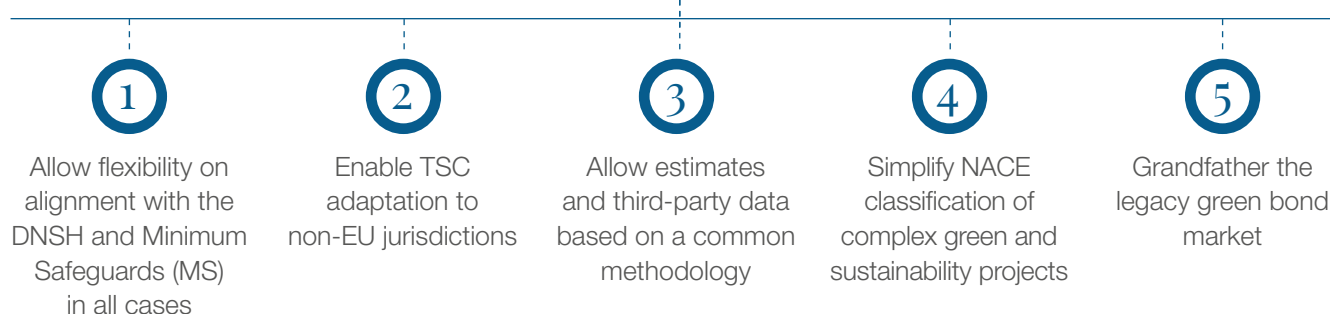 1
Allow flexibility on
alignment with the
DNSH and Minimum
Safeguards (MS)
in all cases
2
Enable TSC
adaptation to
non-EU jurisdictions
3
Allow estimates
and third-party data
based on a common
methodology
4
Simplify NACE
classification of
complex green and
sustainability projects
5
Grandfather the
legacy green bond
market